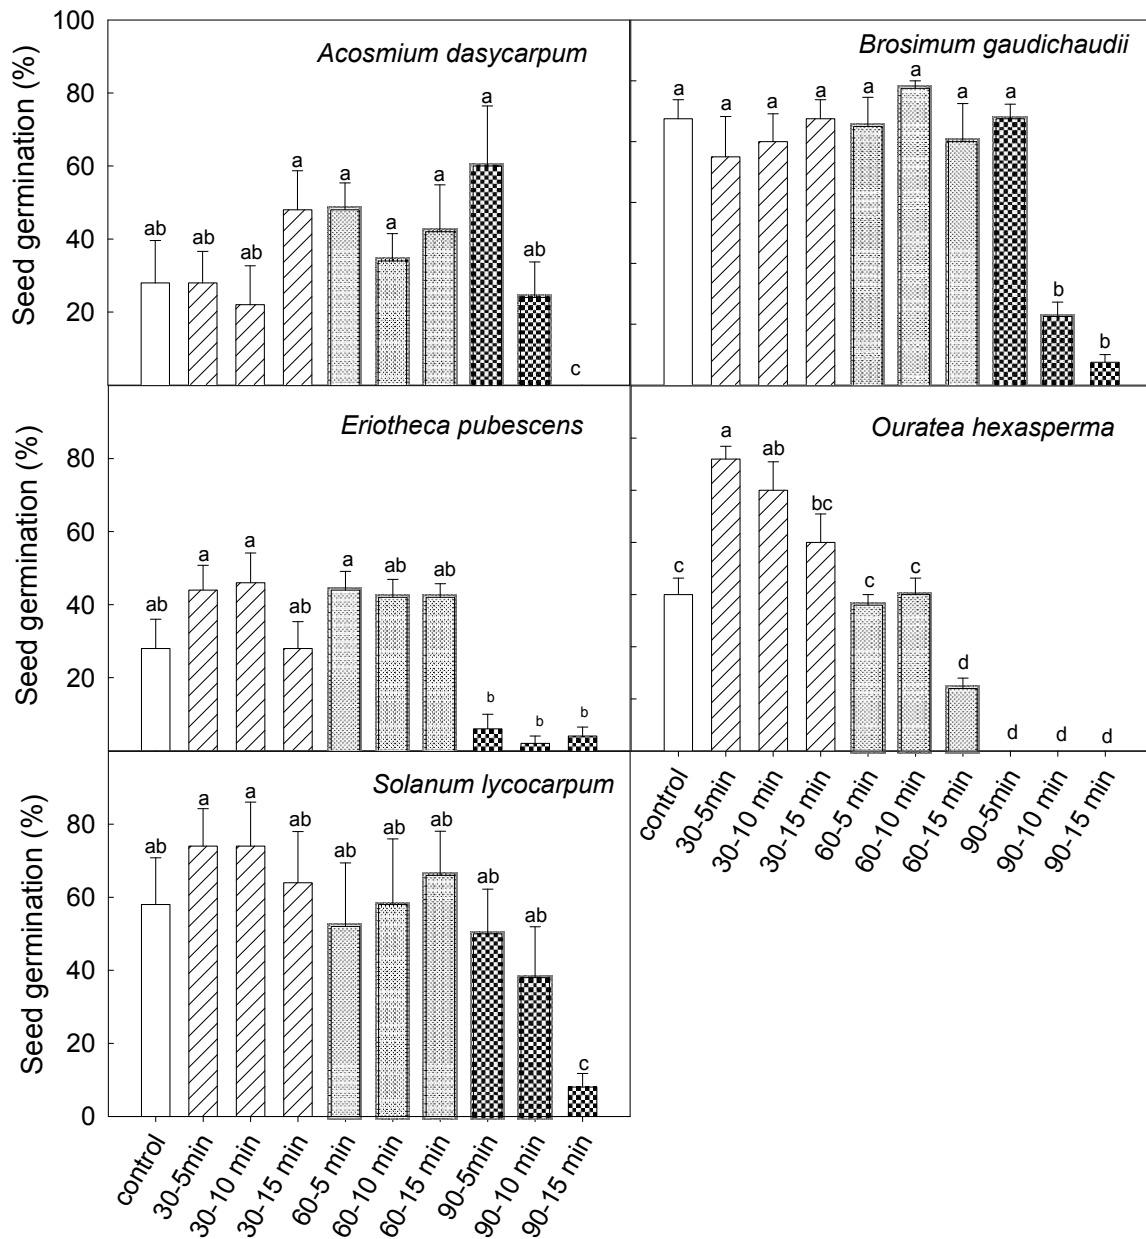 100
80
60
40
20
Seed germination (%)
Acosmium dasycarpum
ab ab ab a a a a a ab c
Brosimum gaudichaudii
a a a a a a a a b b
80
60
40
20
Seed germination (%)
Eriotheca pubescens
ab a a ab a ab ab b b b
Ouratea hexasperma
c a ab bc c c d d d d
control
30-5min
30-10 min
30-15 min
60-5 min
60-10 min
60-15 min
90-5min
90-10 min
90-15 min
80
60
40
20
0
Seed germination (%)
Solanum lycocarpum
ab a a ab ab ab ab ab ab c
control
30-5min
30-10 min
30-15 min
60-5 min
60-10 min
60-15 min
90-5min
90-10 min
90-15 min